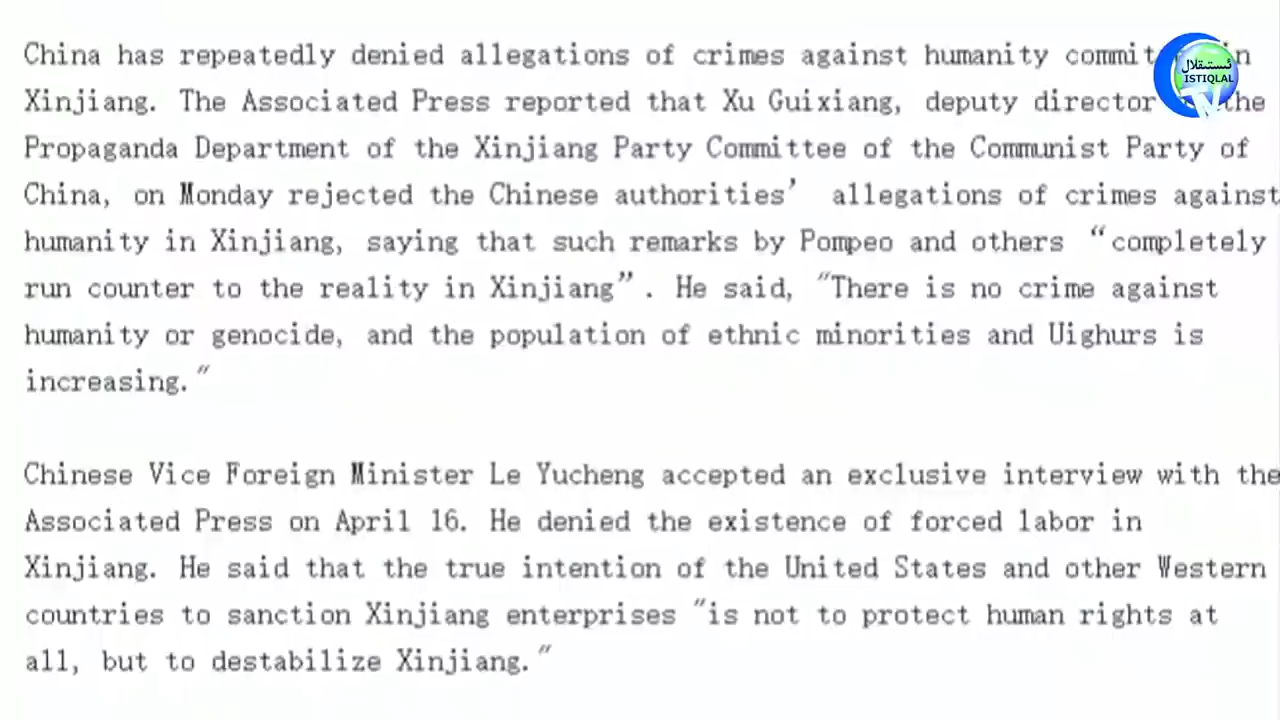 China has repeatedly denied allegations of crimes against humanity commit in
Xinjiang. The Associated Press reported that Xu Guixiang, deputy director the
Propaganda Department of the Xinjiang Party Committee of the Communist Party of
China, on Monday rejected the Chinese authorities’ allegations of crimes against
humanity in Xinjiang, saying that such remarks by Pompeo and others “completely
run counter to the reality in Xinjiang”. He said, "There is no crime against
humanity or genocide, and the population of ethnic minorities and Uighurs is
increasing."
Chinese Vice Foreign Minister Le Yucheng accepted an exclusive interview with the
Associated Press on April 16. He denied the existence of forced labor in
Xinjiang. He said that the true intention of the United States and other Western
countries to sanction Xinjiang enterprises "is not to protect human rights at
all, but to destabilize Xinjiang."
ئىستىقلال
ISTIQLAL
TV